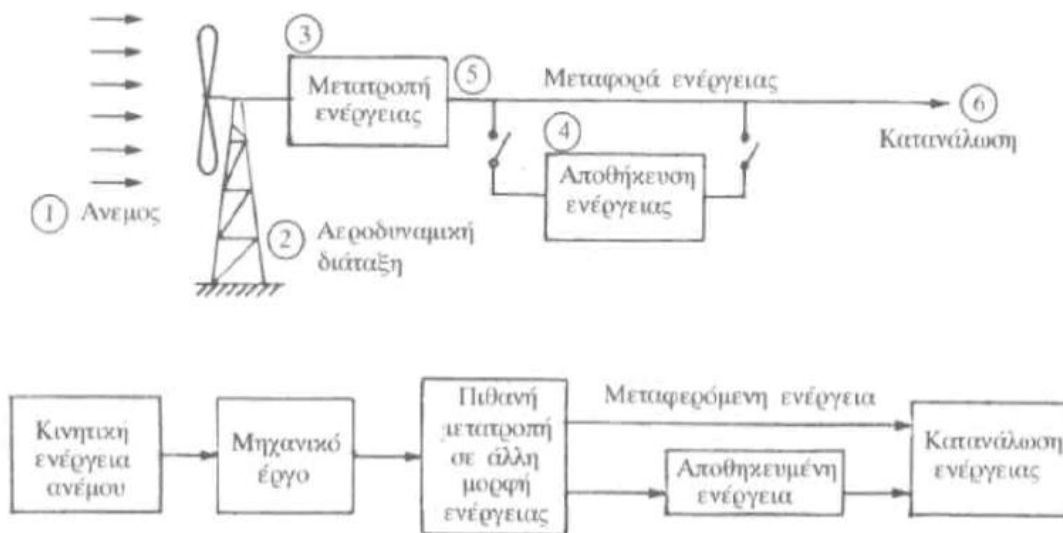 ③
Μετατροπή
ενέργειας
⑤
Μεταφορά ενέργειας
⑥
Κατανάλωση
④
Αποθήκευση
ενέργειας
① Ανεμος
② Αεροδυναμική
διάταξη
Κινητική
ενέργεια
ανέμου
Μηχανικό
έργο
Πιθανή
μετατροπή
σε άλλη
μορφή
ενέργειας
Μεταφερόμενη ενέργεια
Αποθηκευμένη
ενέργεια
Κατανάλωση
ενέργειας